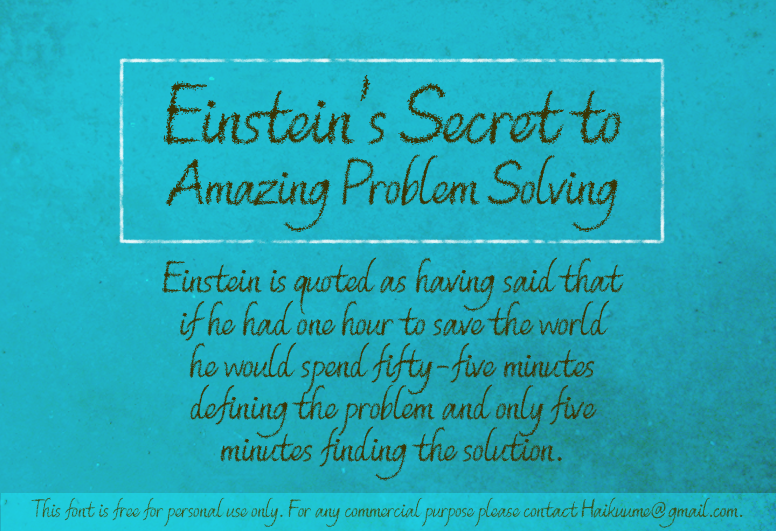 Einstein's Secret to
Amazing Problem Solving
Einstein is quoted as having said that
if he had one hour to save the world
he would spend fifty-five minutes
defining the problem and only five
minutes finding the solution.
This font is free for personal use only. For any commercial purpose please contact Haikuume@gmail.com.